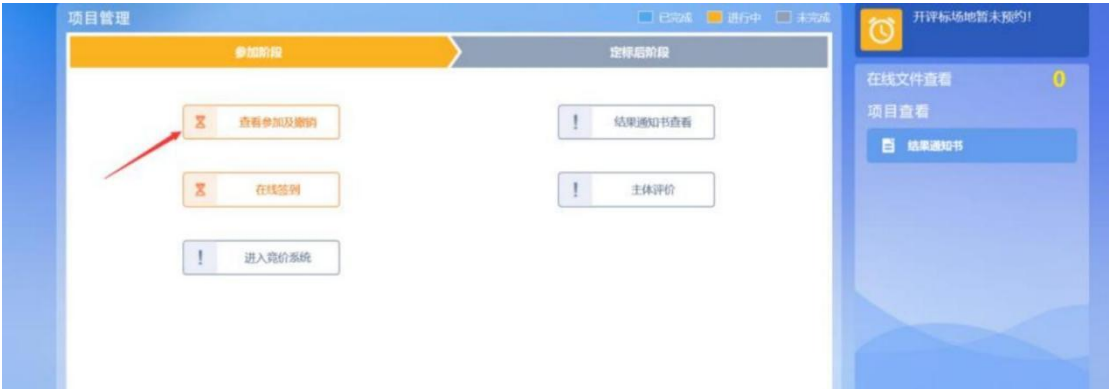 项目管理
已完成 进行中 未完成
参加阶段
定标后阶段
查看参加及撤销
结果通知书查看
在线签到
主体评价
进入竞价系统
开评标场地暂未预约!
在线文件查看 0
项目查看
结果通知书